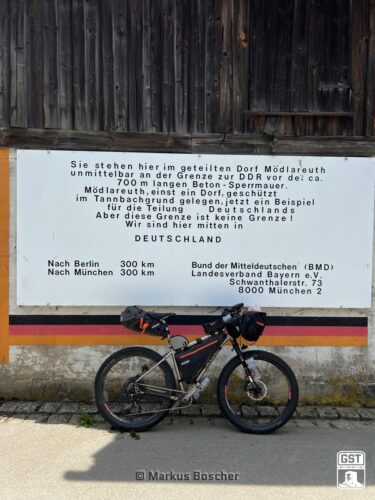 Sie stehen hier im geteilten Dorf Mödlareuth
unmittelbar an der Grenze zur DDR vor der ca.
700 m langen Beton-Sperrmauer.
Mödlareuth, einst ein Dorf, geschützt
im Tannbachgrund gelegen, jetzt ein Beispiel
für die Teilung Deutschlands
Aber diese Grenze ist keine Grenze!
Wir sind hier mitten in
DEUTSCHLAND
Nach Berlin 300 km
Nach München 300 km
Bund der Mitteldeutschen (BMD)
Landesverband Bayern e.V.
Schwanthalerstr. 73
8000 München 2
GST
© Markus Boscher